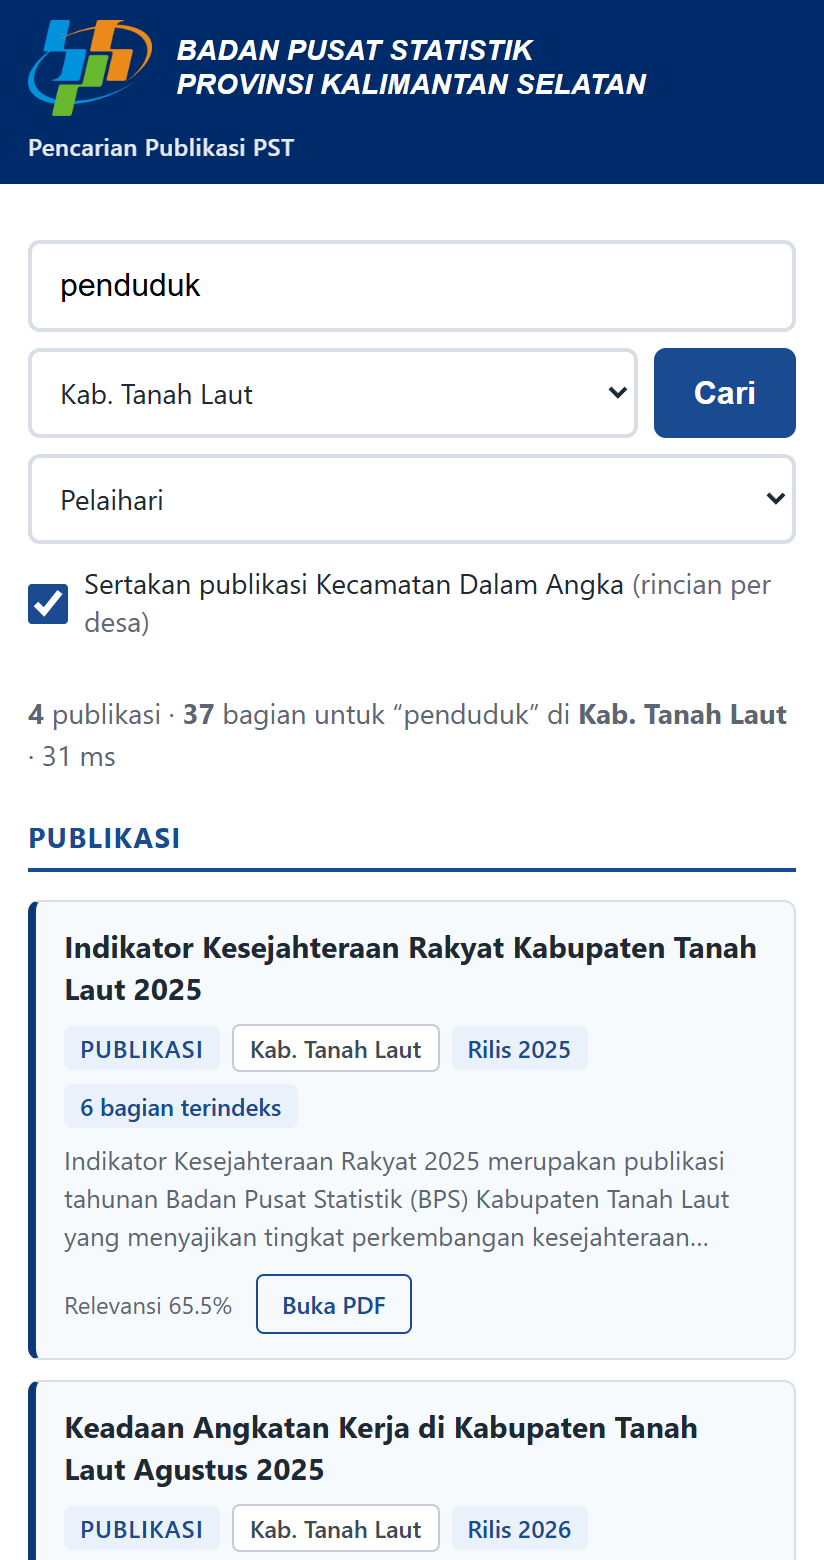 BADAN PUSAT STATISTIK
PROVINSI KALIMANTAN SELATAN
Pencarian Publikasi PST
penduduk
Kab. Tanah Laut
Cari
Pelaihari
Sertakan publikasi Kecamatan Dalam Angka (rincian per
desa)
4 publikasi · 37 bagian untuk “penduduk” di Kab. Tanah Laut
· 31 ms
PUBLIKASI
Indikator Kesejahteraan Rakyat Kabupaten Tanah
Laut 2025
PUBLIKASI Kab. Tanah Laut Rilis 2025
6 bagian terindeks
Indikator Kesejahteraan Rakyat 2025 merupakan publikasi
tahunan Badan Pusat Statistik (BPS) Kabupaten Tanah Laut
yang menyajikan tingkat perkembangan kesejahteraan...
Relevansi 65.5% Buka PDF
Keadaan Angkatan Kerja di Kabupaten Tanah
Laut Agustus 2025
PUBLIKASI Kab. Tanah Laut Rilis 2026